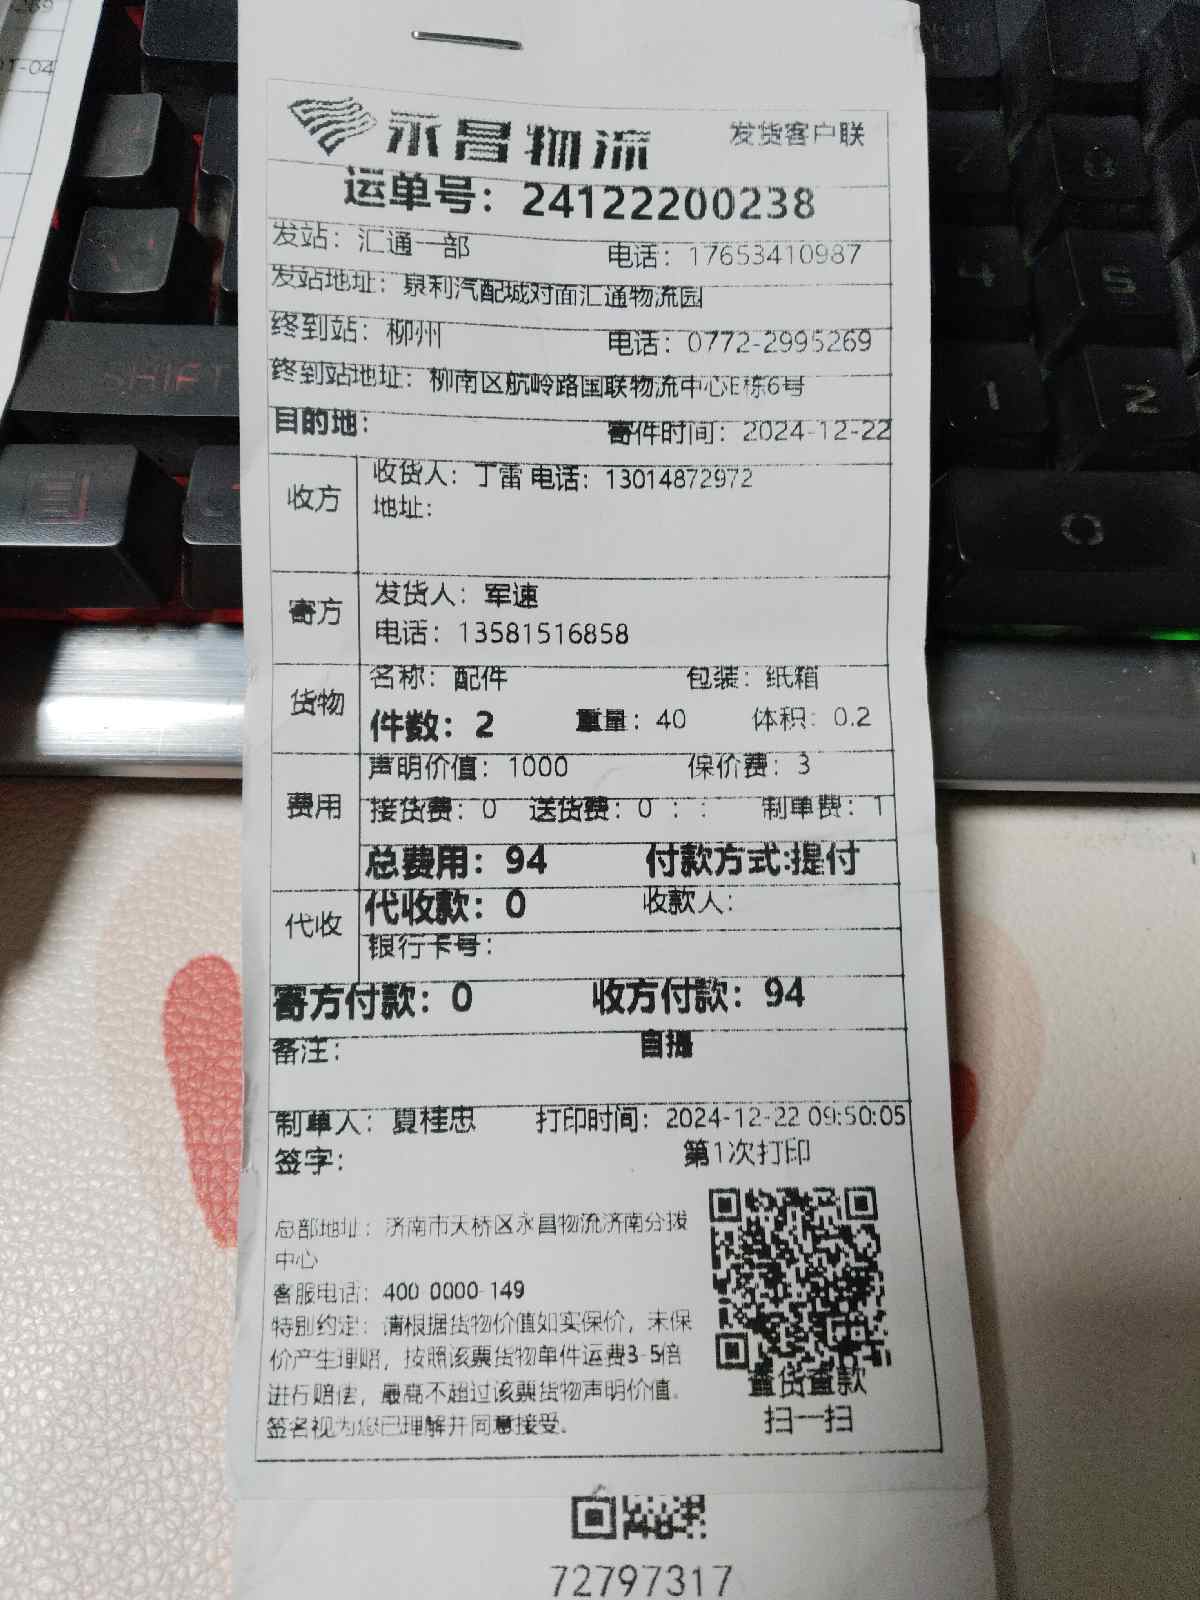 永昌物流 发货客户联
运单号：24122200238
发站：汇通一部 电话：17653410987
发站地址：泉利汽配城对面汇通物流园
终到站：柳州 电话：0772-2995269
终到站地址：柳南区航岭路国联物流中心E栋6号
目的地： 寄件时间：2024-12-22
收方 收货人：丁雷 电话：13014872972
地址：
寄方 发货人：军速
电话：13581516858
货物 名称：配件 包装：纸箱
件数：2 重量：40 体积：0.2
费用 声明价值：1000 保价费：3
接货费：0 送货费：0 ：： 制单费：1
总费用：94 付款方式:提付
代收 代收款：0 收款人：
银行卡号：
寄方付款：0 收方付款：94
备注： 自提
制单人：夏桂忠 打印时间：2024-12-22 09:50:05
签字： 第1次打印
总部地址：济南市天桥区永昌物流济南分拨
中心
客服电话：400-0000-149
特别约定：请根据货物价值如实保价，未保
价产生理赔，按照该票货物单件运费3-5倍
进行赔偿，最高不超过该票货物声明价值。
签名视为您已理解并同意接受。
查货查款
扫一扫
72797317
SHIFT
4
5
1
2
0